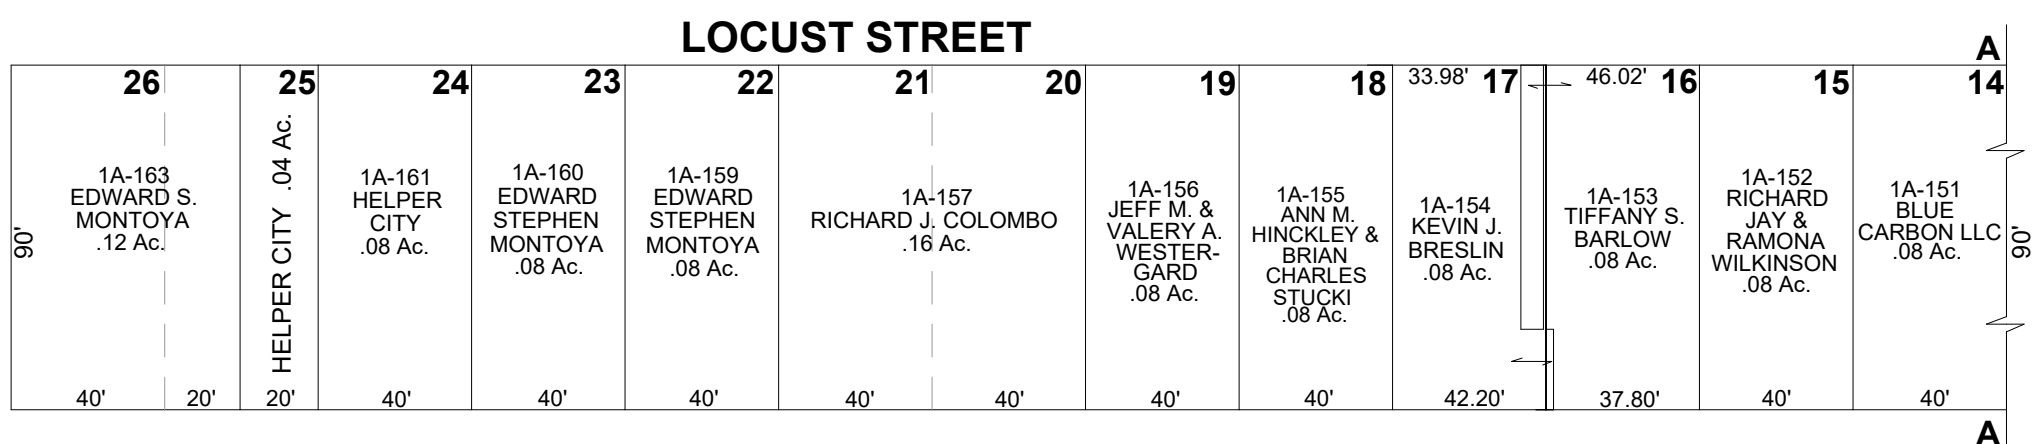 LOCUST STREET
A
26
25
24
23
22
21
20
19
18
33.98'
17
46.02'
16
15
14
90'
1A-163
EDWARD S.
MONTOYA
.12 Ac.
HELPER CITY .04 Ac.
1A-161
HELPER
CITY
.08 Ac.
1A-160
EDWARD
STEPHEN
MONTOYA
.08 Ac.
1A-159
EDWARD
STEPHEN
MONTOYA
.08 Ac.
1A-157
RICHARD J. COLOMBO
.16 Ac.
1A-156
JEFF M. &
VALERY A.
WESTER-
GARD
.08 Ac.
1A-155
ANN M.
HINCKLEY &
BRIAN
CHARLES
STUCKI
.08 Ac.
1A-154
KEVIN J.
BRESLIN
.08 Ac.
1A-153
TIFFANY S.
BARLOW
.08 Ac.
1A-152
RICHARD
JAY &
RAMONA
WILKINSON
.08 Ac.
1A-151
BLUE
CARBON LLC
.08 Ac.
90'
40'
20'
20'
40'
40'
40'
40'
40'
40'
40'
42.20'
37.80'
40'
40'
A